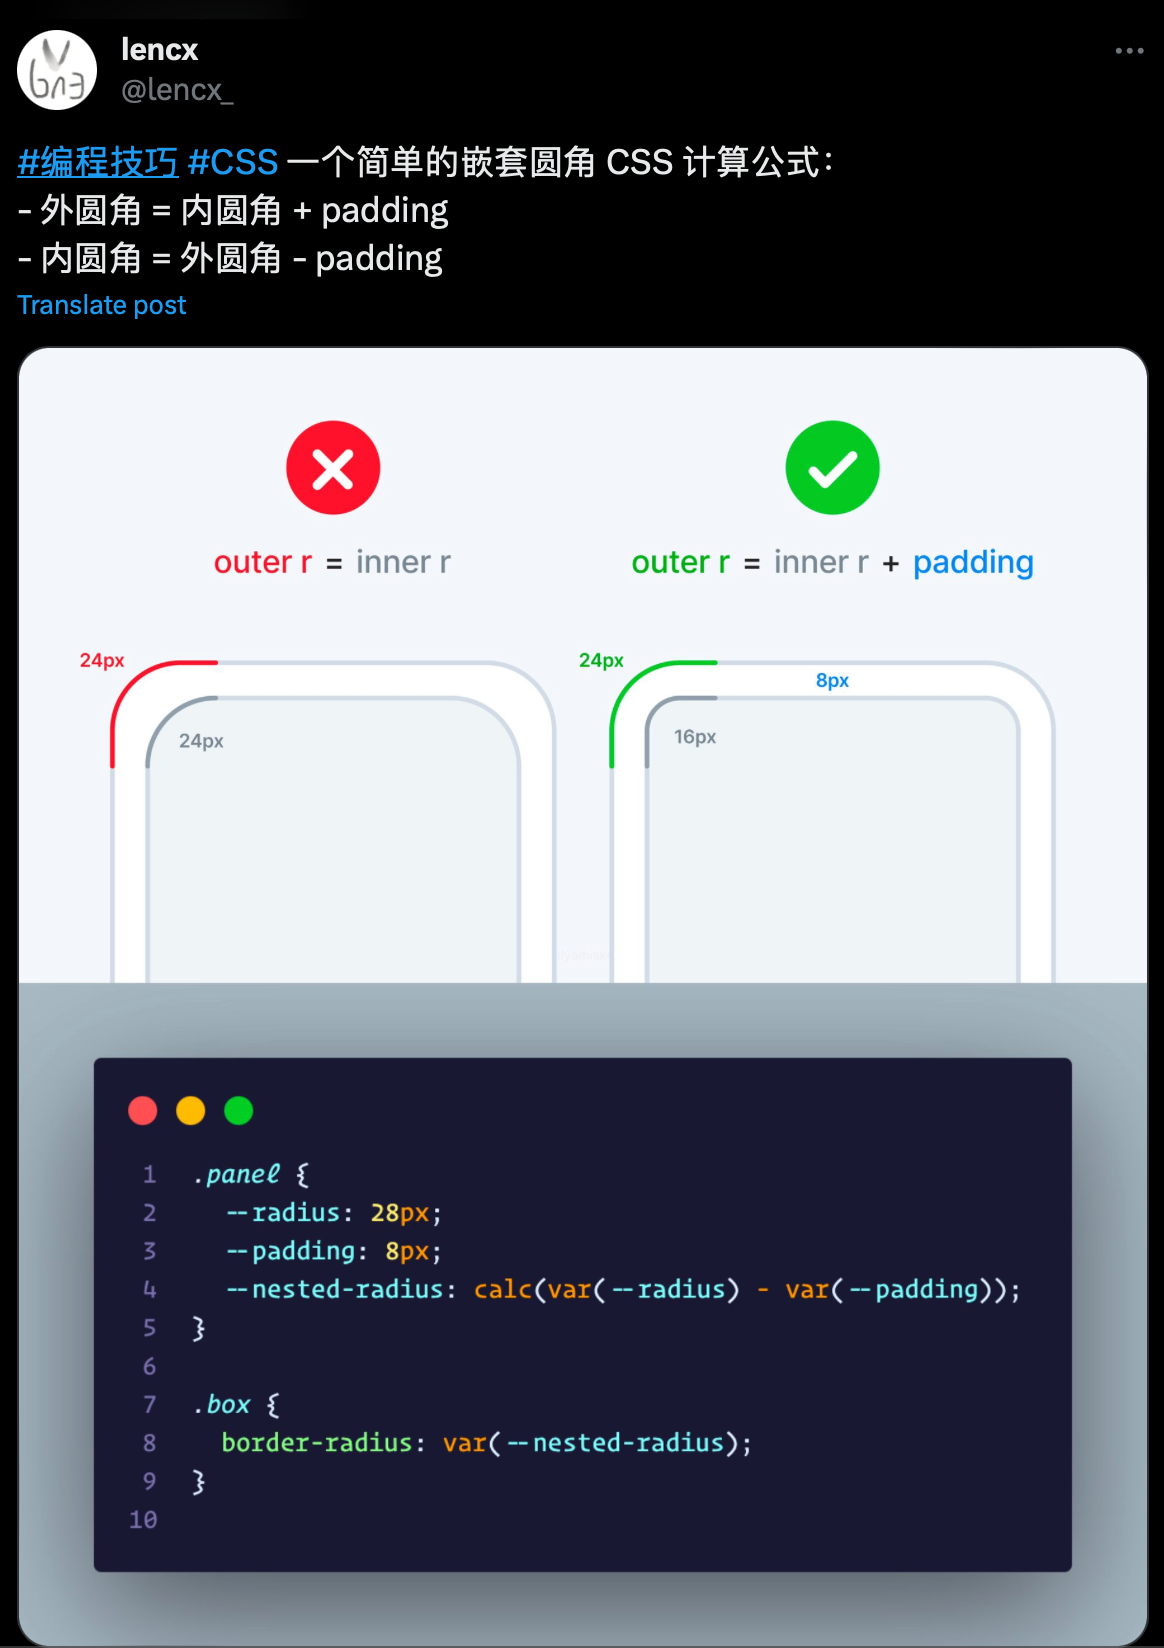 lencx
@lencx_
#编程技巧 #CSS 一个简单的嵌套圆角 CSS 计算公式：
- 外圆角 = 内圆角 + padding
- 内圆角 = 外圆角 - padding
Translate post
outer r = inner r
outer r = inner r + padding
24px
24px
24px
8px
16px
1 .panel {
2 --radius: 28px;
3 --padding: 8px;
4 --nested-radius: calc(var(--radius) - var(--padding));
5 }
6
7 .box {
8 border-radius: var(--nested-radius);
9 }
10